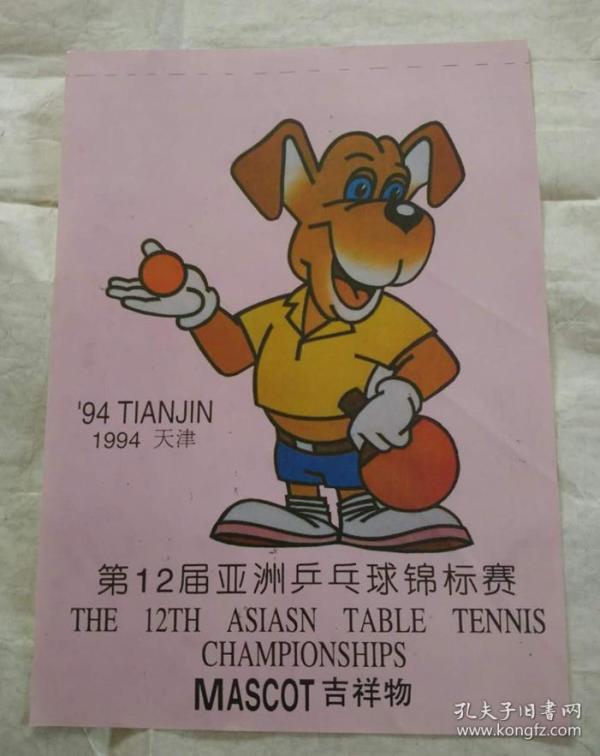 '94 TIANJIN
1994 天津
第12届亚洲乒乓球锦标赛
THE 12TH ASIASN TABLE TENNIS
CHAMPIONSHIPS
MASCOT 吉祥物
孔夫子旧书网
www.kongfz.com